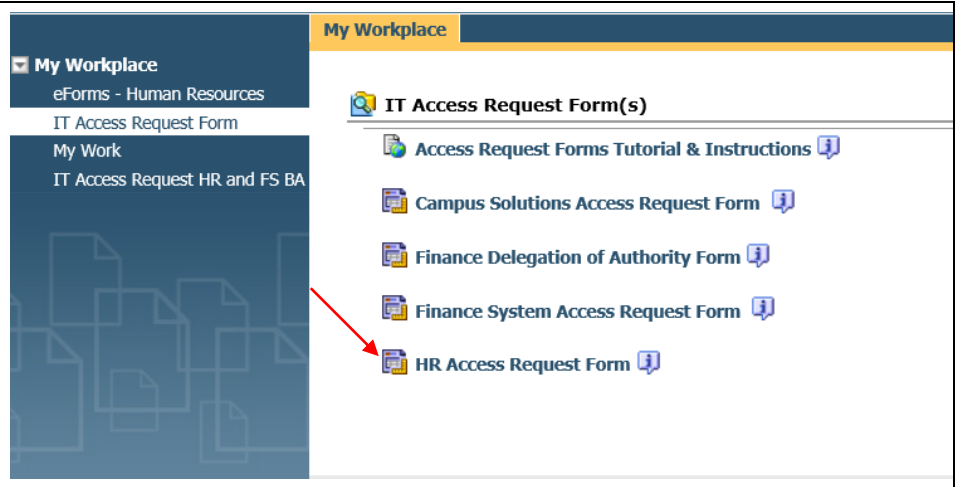 My Workplace
My Workplace
eForms - Human Resources
IT Access Request Form
My Work
IT Access Request HR and FS BA
IT Access Request Form(s)
Access Request Forms Tutorial & Instructions
Campus Solutions Access Request Form
Finance Delegation of Authority Form
Finance System Access Request Form
HR Access Request Form